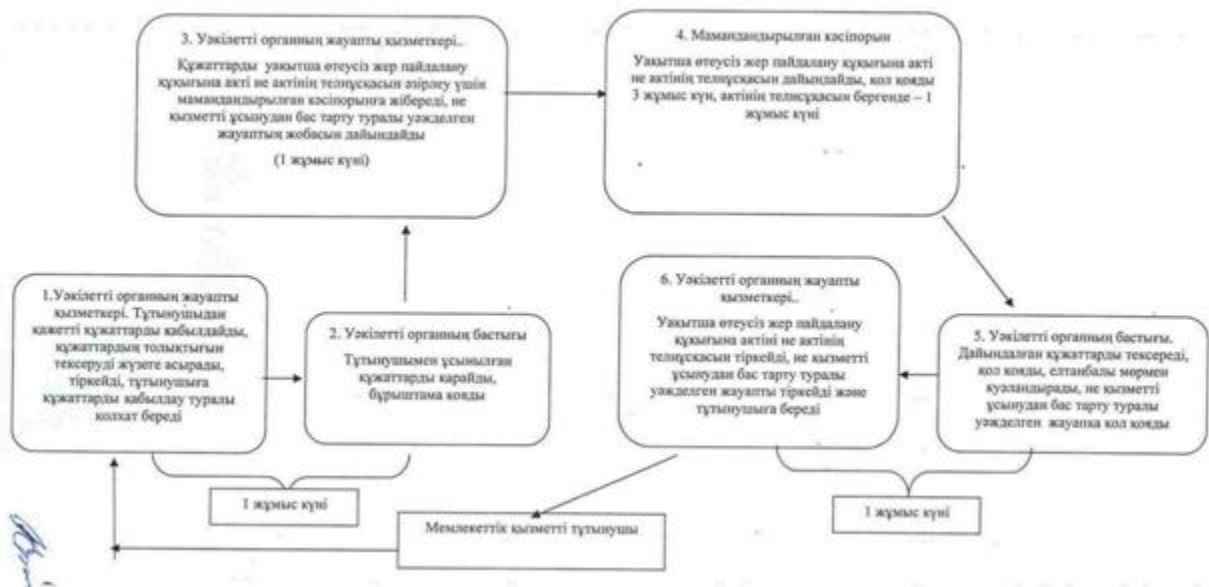 3. Уәкілетті органның жауапты қызметкері..
Құжаттарды уақытша өтеусіз жер пайдалану
құқығына акті не актінің телнұсқасын әзірлеу үшін
мамандандырылған кәсіпорынға жібереді, не
қызметті ұсынудан бас тарту туралы уәжделген
жауаптың жобасын дайындайды
(1 жұмыс күні)
4. Мамандандырылған кәсіпорын
Уақытша өтеусіз жер пайдалану құқығына акті
не актінің телнұсқасын дайындайды, қол қояды
3 жұмыс күн, актінің телнсұқасын бергенде – 1
жұмыс күні
1.Уәкілетті органның жауапты
қызметкері. Тұтынушыдан
қажетті құжаттарды қабылдайды,
құжаттардың толықтығын
тексеруді жүзеге асырады,
тіркейді, тұтынушыға
құжаттарды қабылдау туралы
қолхат береді
2. Уәкілетті органның бастығы
Тұтынушымен ұсынылған
құжаттарды қарайды,
бұрыштама қояды
6. Уәкілетті органның жауапты
қызметкері..
Уақытша өтеусіз жер пайдалану
құқығына актіні не актінің
телнұсқасын тіркейді, не қызметті
ұсынудан бас тарту туралы
уәжделген жауапты тіркейді және
тұтынушыға береді
5. Уәкілетті органның бастығы.
Дайындалған құжаттарды тексереді,
қол қояды, елтаңбалы мөрмен
куәландырады, не қызметті
ұсынудан бас тарту туралы
уәжделген жауапқа қол қояды
1 жұмыс күні
1 жұмыс күні
Мемлекеттік қызметті тұтынушы